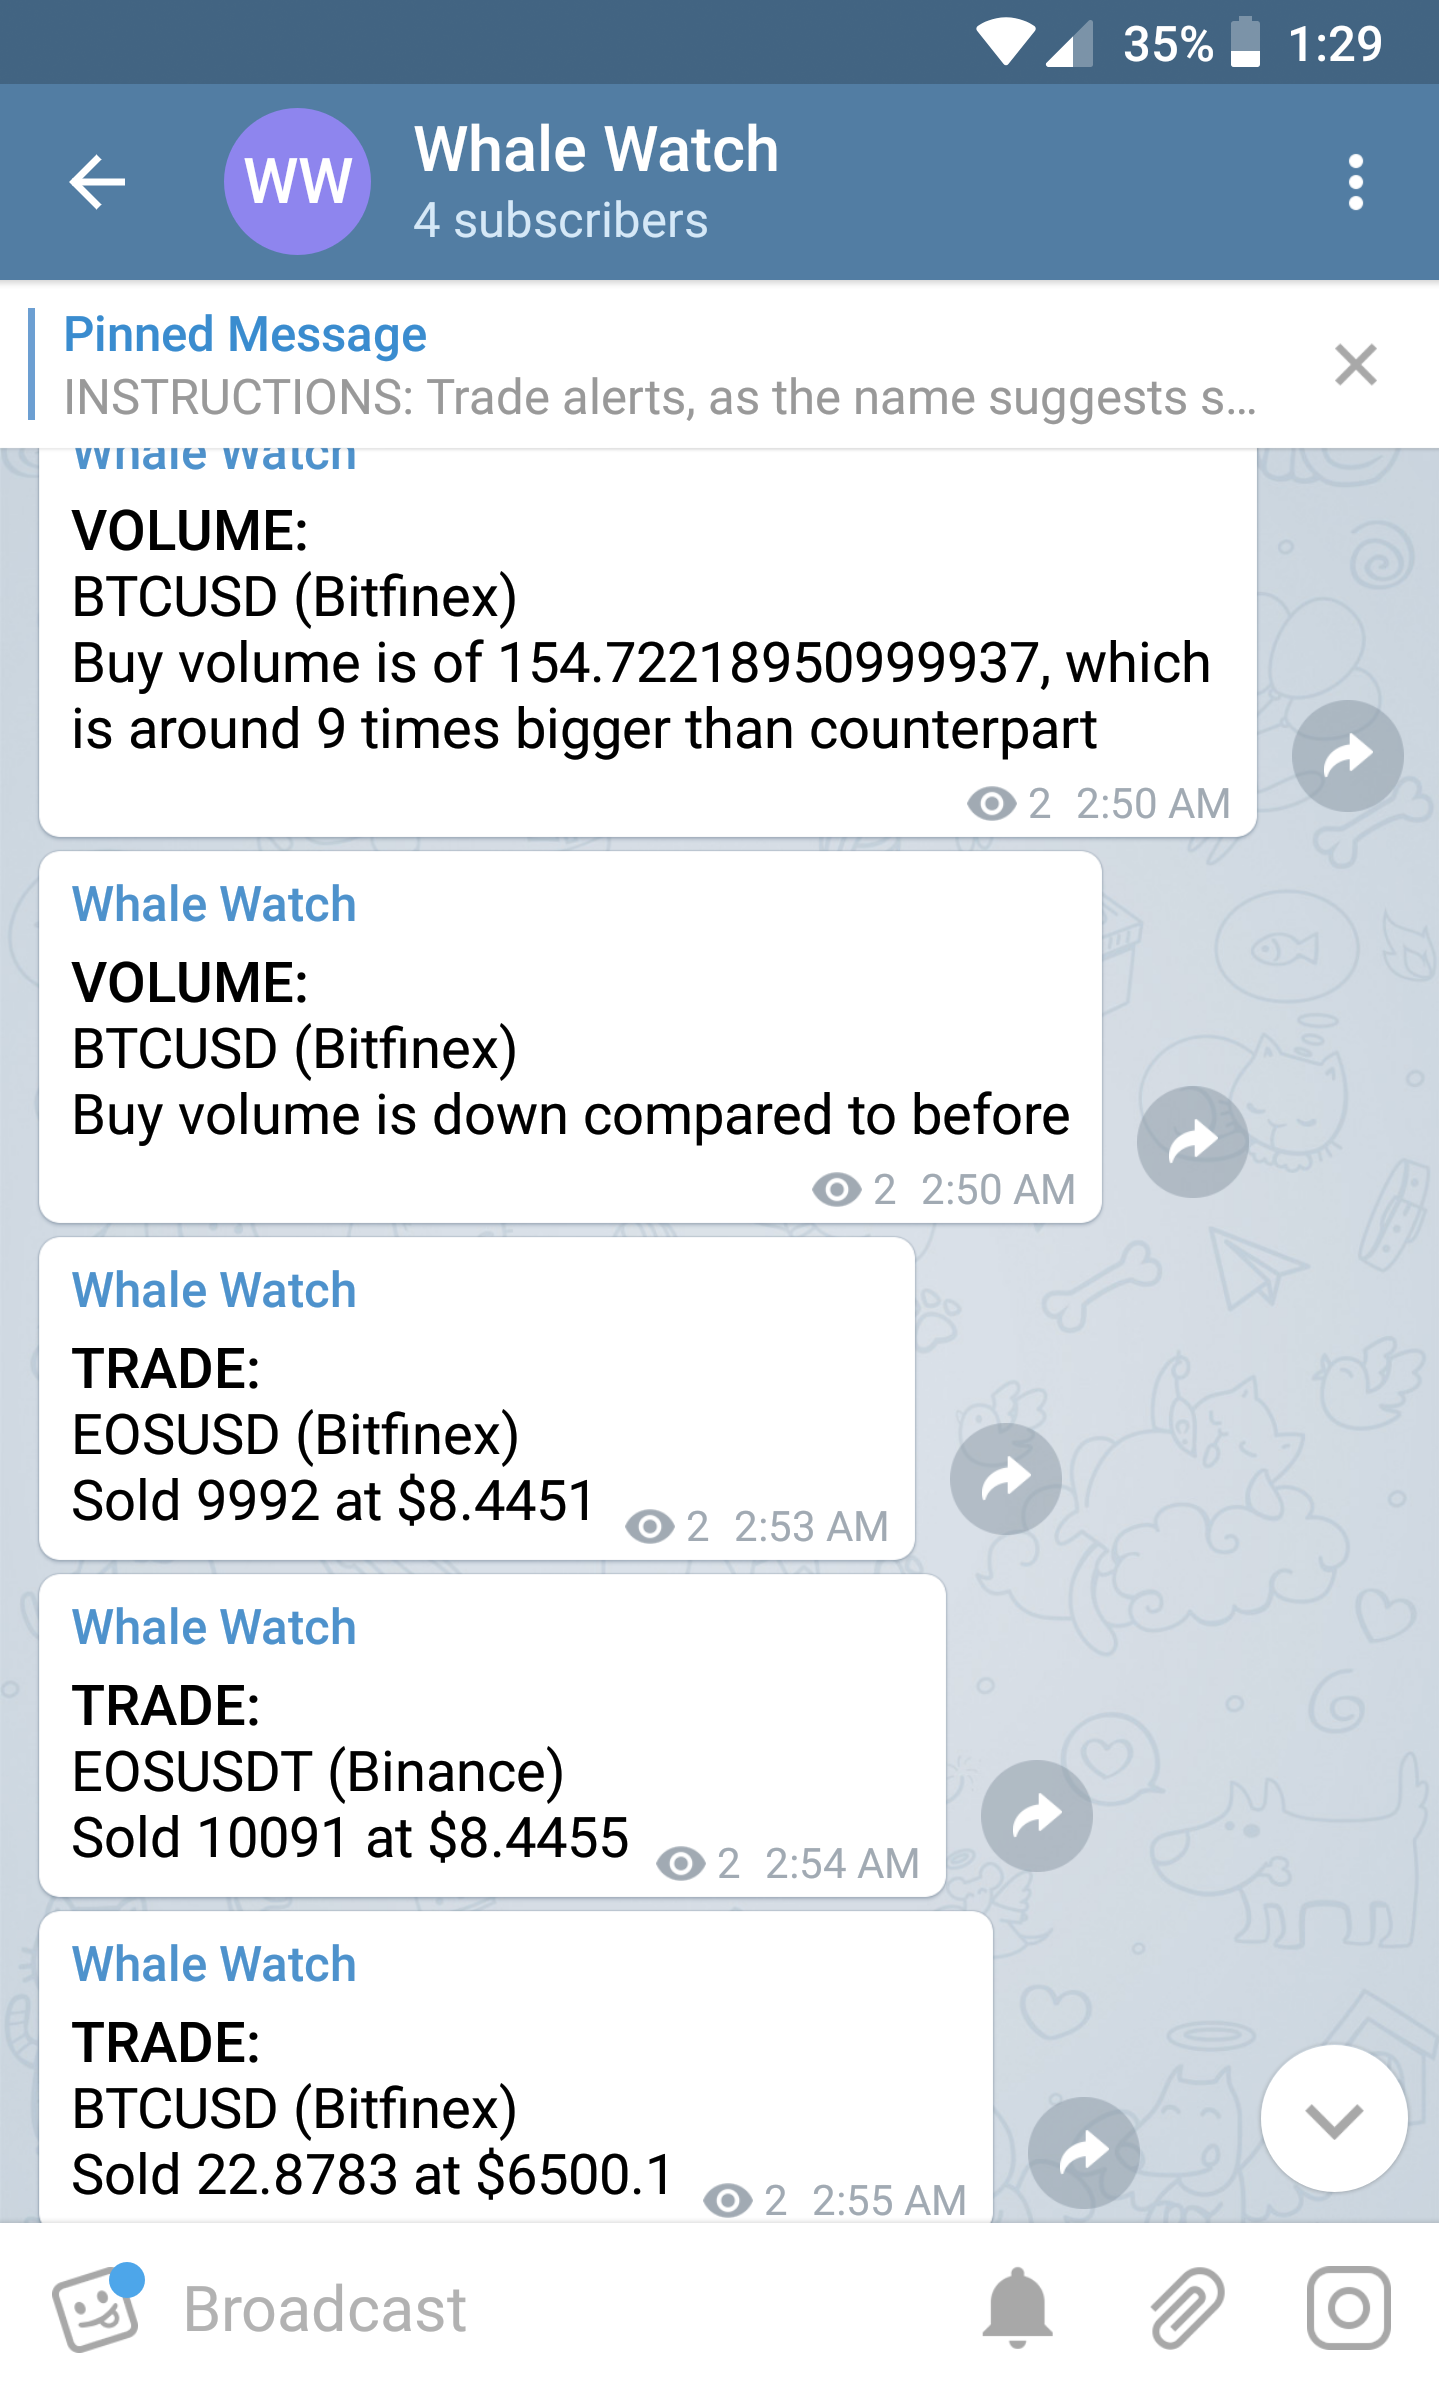 35% 1:29
WW
Whale Watch
4 subscribers
Pinned Message
INSTRUCTIONS: Trade alerts, as the name suggests s...
Whale Watch
VOLUME:
BTCUSD (Bitfinex)
Buy volume is of 154.72218950999937, which
is around 9 times bigger than counterpart
2 2:50 AM
Whale Watch
VOLUME:
BTCUSD (Bitfinex)
Buy volume is down compared to before
2 2:50 AM
Whale Watch
TRADE:
EOSUSD (Bitfinex)
Sold 9992 at $8.4451
2 2:53 AM
Whale Watch
TRADE:
EOSUSDT (Binance)
Sold 10091 at $8.4455
2 2:54 AM
Whale Watch
TRADE:
BTCUSD (Bitfinex)
Sold 22.8783 at $6500.1
2 2:55 AM
Broadcast